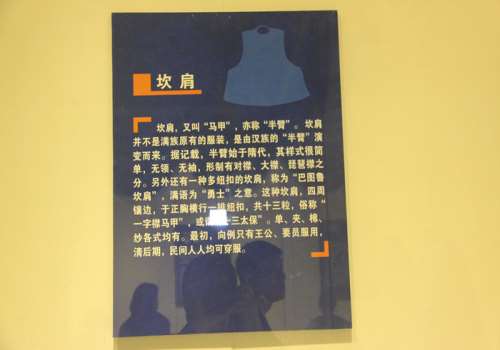 坎肩
坎肩，又叫“马甲”，亦称“半臂”。坎肩
并不是满族原有的服装，是由汉族的“半臂”演
变而来。据记载，半臂始于隋代，其样式很简
单，无领、无袖，形制有对襟、大襟、琵琶襟之
分。另外还有一种多纽扣的坎肩，称为“巴图鲁
坎肩”，满语为“勇士”之意。这种坎肩，四周
镶边，于正胸横行一排纽扣，共十三粒，俗称“
一字襟马甲”，或 十三太保”。单、夹、棉、
纱各式均有。最初，向例只有王公、要员服用，
清后期，民间人人均可穿服。